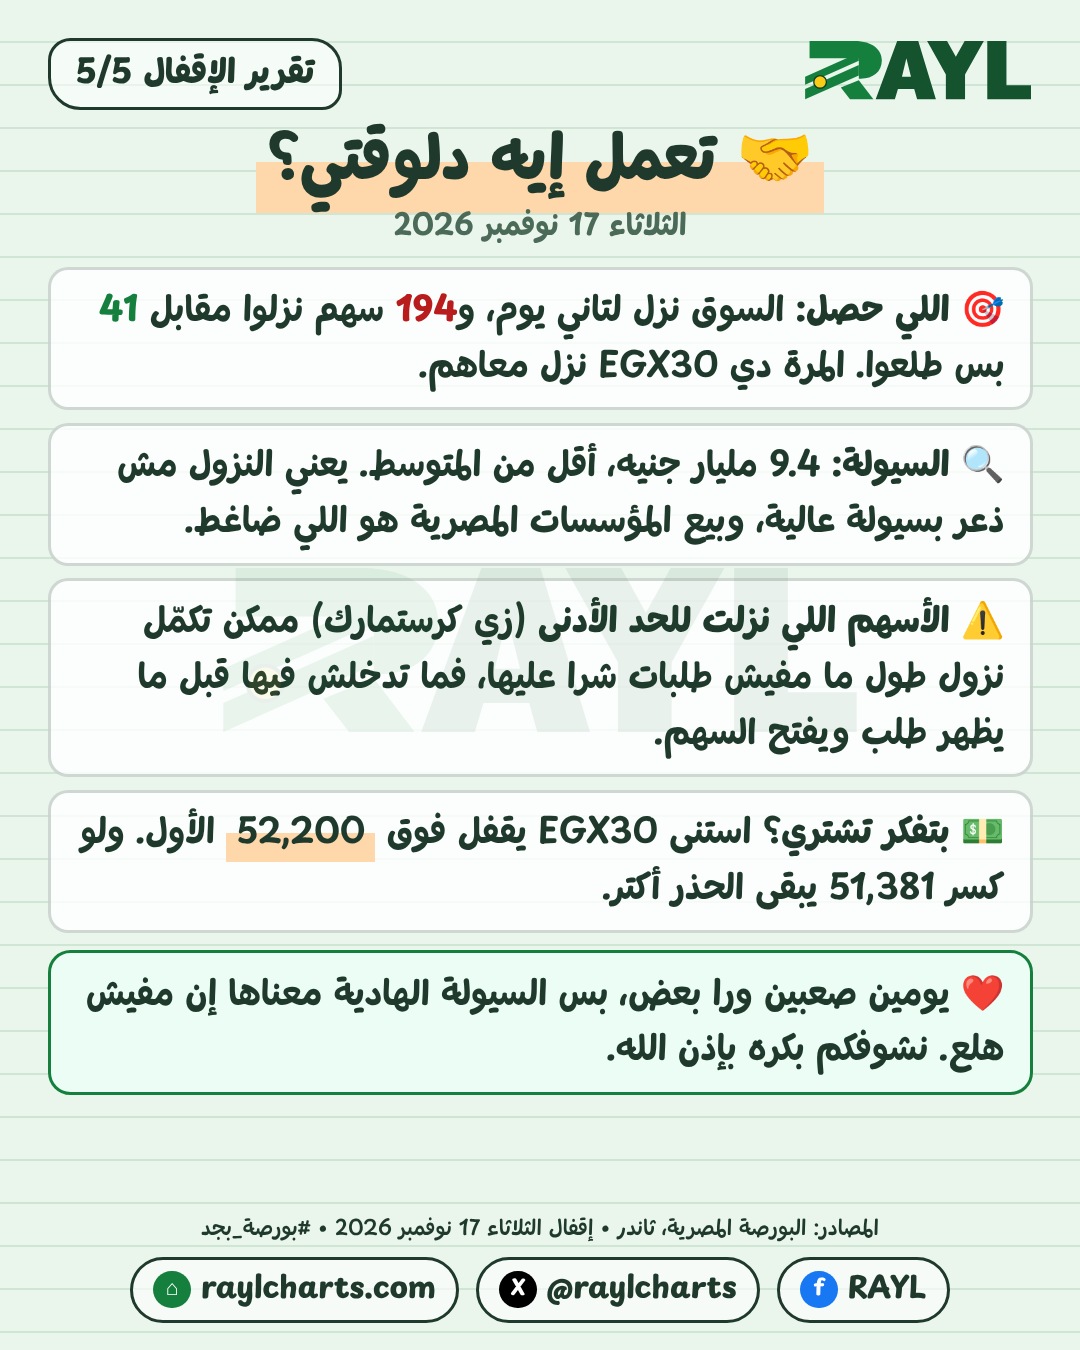 RAYL
تقرير الإقفال 5/5
🤝 تعمل إيه دلوقتي؟
الثلاثاء 17 نوفمبر 2026
🎯 اللي حصل: السوق نزل لتاني يوم، و194 سهم نزلوا مقابل 41
بس طلعوا. المرة دي EGX30 نزل معاهم.
🔍 السيولة: 9.4 مليار جنيه، أقل من المتوسط. يعني النزول مش
ذعر بسيولة عالية، وبيع المؤسسات المصرية هو اللي ضاغط.
⚠️ الأسهم اللي نزلت للحد الأدنى (زي كرستمارك) ممكن تكمّل
نزول طول ما مفيش طلبات شرا عليها، فما تدخلش فيها قبل ما
يظهر طلب ويفتح السهم.
💵 بتفكر تشتري؟ استنى EGX30 يقفل فوق 52,200 الأول. ولو
كسر 51,381 يبقى الحذر أكتر.
❤️ يومين صعبين ورا بعض، بس السيولة الهادية معناها إن مفيش
هلع. نشوفكم بكرة بإذن الله.
المصادر: البورصة المصرية، ثاندر • إقفال الثلاثاء 17 نوفمبر 2026 • #بورصة_بجد
raylcharts.com
X @raylcharts
f RAYL